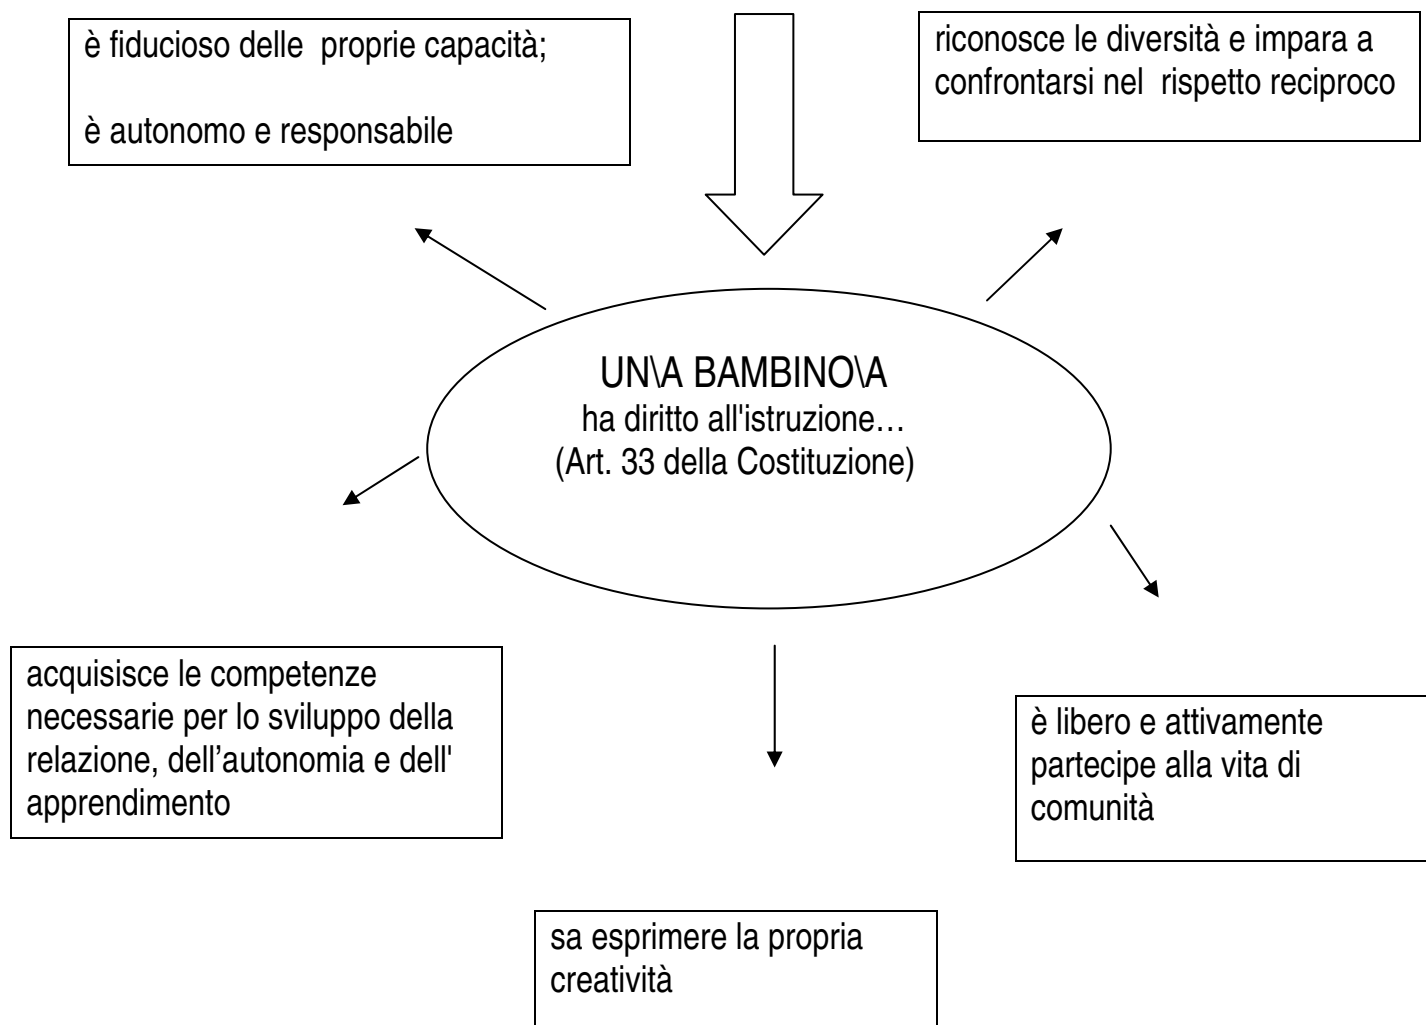 è fiducioso delle  proprie capacità;
è autonomo e responsabile
riconosce le diversità e impara a
confrontarsi nel  rispetto reciproco
UN\A BAMBINO\A
ha diritto all'istruzione…
(Art. 33 della Costituzione)
acquisisce le competenze
necessarie per lo sviluppo della
relazione, dell’autonomia e dell'
apprendimento
è libero e attivamente
partecipe alla vita di
comunità
sa esprimere la propria
creatività